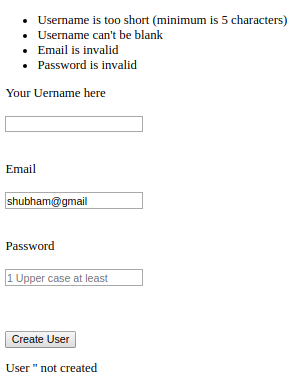 Username is too short (minimum is 5 characters)
Username can't be blank
Email is invalid
Password is invalid
Your Uername here
Email
shubham@gmail
Password
1 Upper case at least
Create User
User '' not created